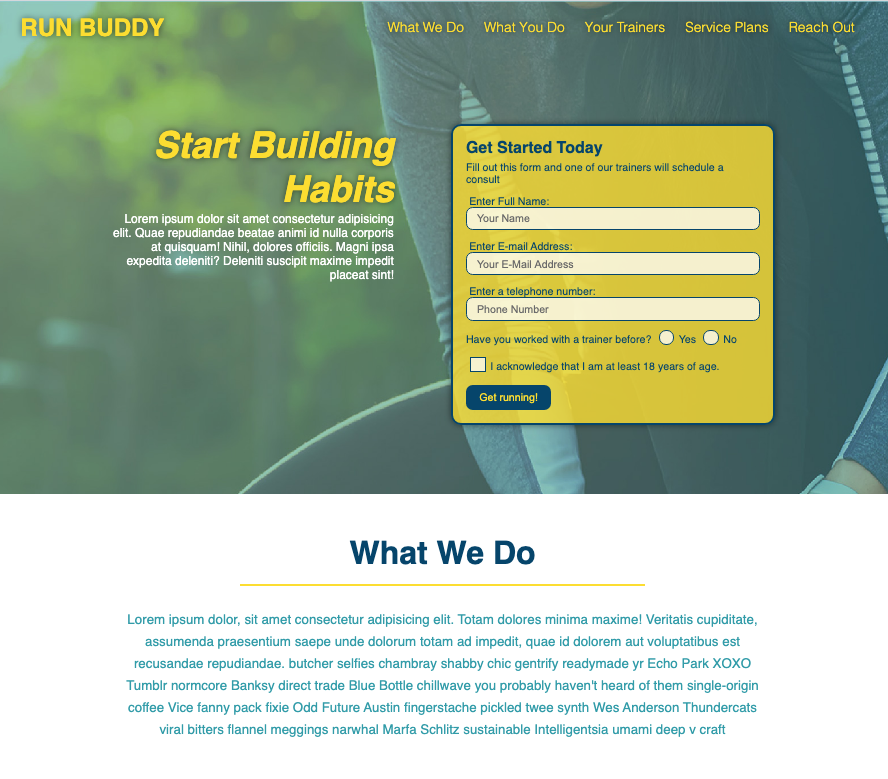 RUN BUDDY
What We Do What You Do Your Trainers Service Plans Reach Out
Start Building
Habits
Lorem ipsum dolor sit amet consectetur adipisicing
elit. Quae repudiandae beatae animi id nulla corporis
at quisquam! Nihil, dolores officiis. Magni ipsa
expedita deleniti? Deleniti suscipit maxime impedit
placeat sint!
Get Started Today
Fill out this form and one of our trainers will schedule a
consult
Enter Full Name:
Your Name
Enter E-mail Address:
Your E-Mail Address
Enter a telephone number:
Phone Number
Have you worked with a trainer before? Yes No
I acknowledge that I am at least 18 years of age.
Get running!
What We Do
Lorem ipsum dolor, sit amet consectetur adipisicing elit. Totam dolores minima maxime! Veritatis cupiditate,
assumenda praesentium saepe unde dolorum totam ad impedit, quae id dolorem aut voluptatibus est
recusandae repudiandae. butcher selfies chambray shabby chic gentrify readymade yr Echo Park XOXO
Tumblr normcore Banksy direct trade Blue Bottle chillwave you probably haven't heard of them single-origin
coffee Vice fanny pack fixie Odd Future Austin fingerstache pickled twee synth Wes Anderson Thundercats
viral bitters flannel meggings narwhal Marfa Schlitz sustainable Intelligentsia umami deep v craft